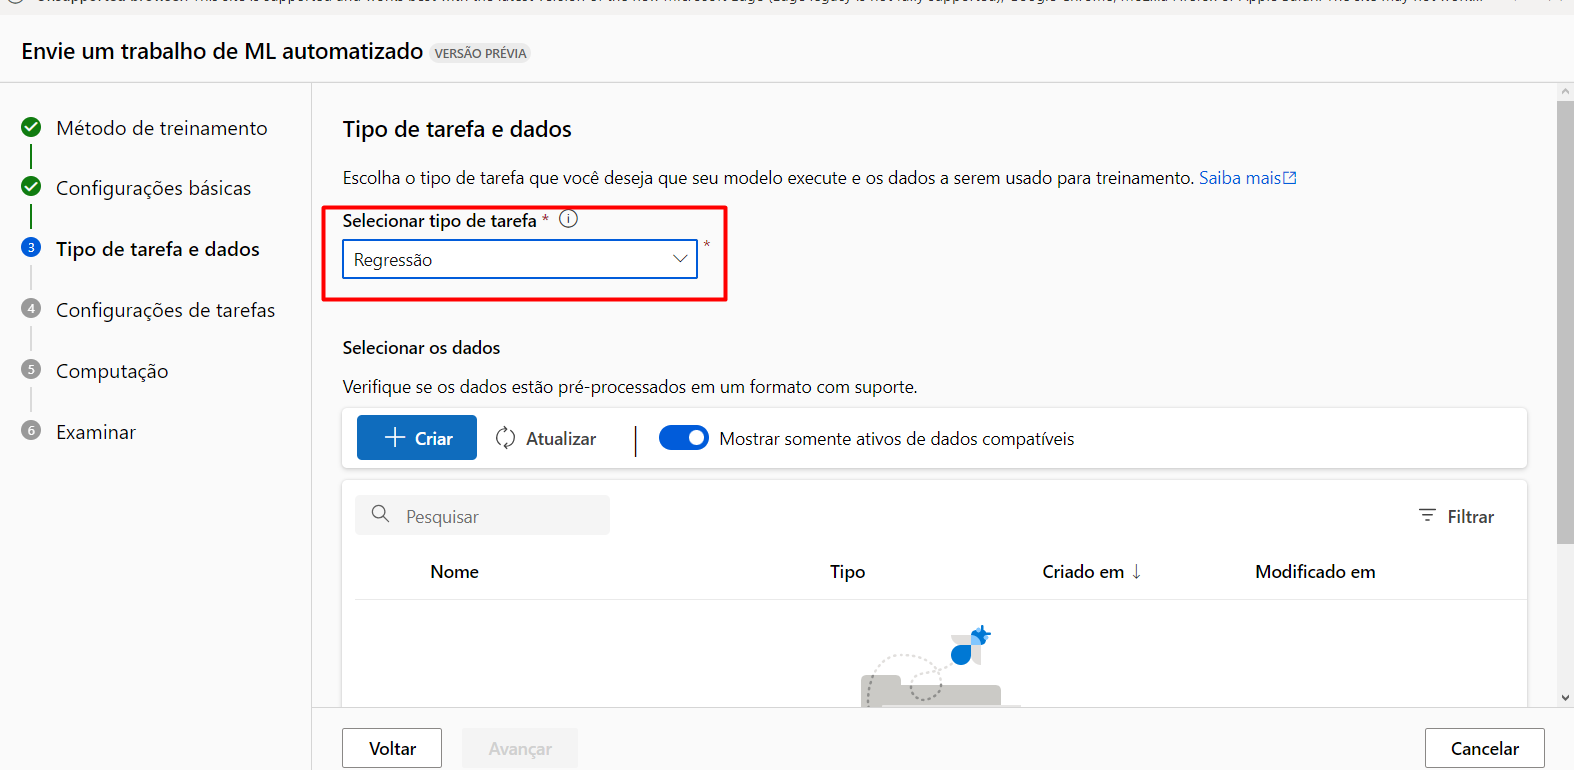 Envie um trabalho de ML automatizado VERSÃO PRÉVIA
Método de treinamento
Configurações básicas
3 Tipo de tarefa e dados
4 Configurações de tarefas
5 Computação
6 Examinar
Tipo de tarefa e dados
Escolha o tipo de tarefa que você deseja que seu modelo execute e os dados a serem usado para treinamento. Saiba mais
Selecionar tipo de tarefa *
Regressão *
Selecionar os dados
Verifique se os dados estão pré-processados em um formato com suporte.
Criar Atualizar | Mostrar somente ativos de dados compatíveis
Pesquisar Filtrar
Nome Tipo Criado em ↓ Modificado em
Voltar Avançar Cancelar